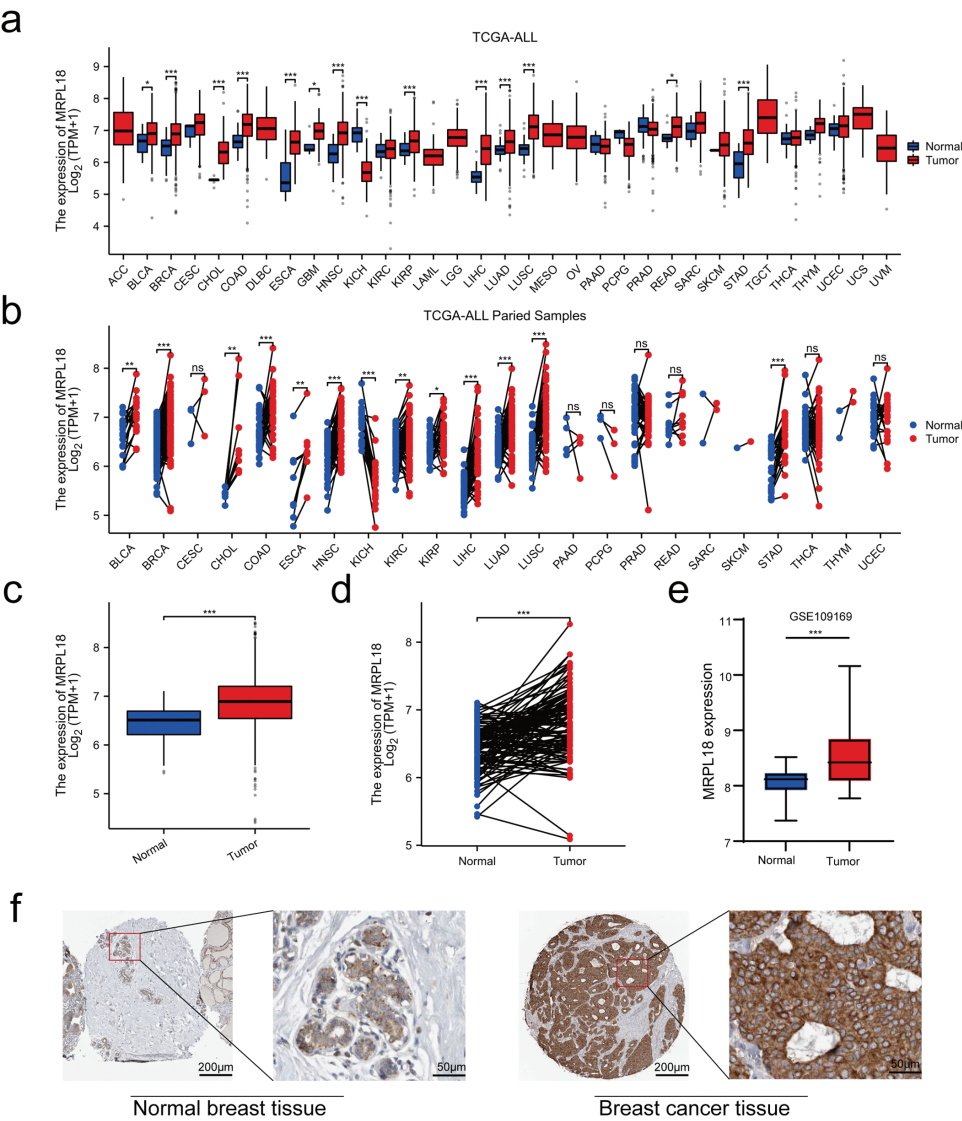 a
TCGA-ALL
The expression of MRPL18
Log2 (TPM+1)
9
8
7
6
5
4
* *** *** *** *** * *** *** *** *** *** *** * ***
Normal
Tumor
ACC BLCA BRCA CESC CHOL COAD DLBC ESCA GBM HNSC KICH KIRC KIRP LAML LGG LIHC LUAD LUSC MESO OV PAAD PCPG PRAD READ SARC SKCM STAD TGCT THCA THYM UCEC UCS UVM
b
TCGA-ALL Paried Samples
The expression of MRPL18
Log2 (TPM+1)
8
7
6
5
** *** ns ** *** ** *** *** ** * *** *** *** ns ns ns ns *** ns ns
Normal
Tumor
BLCA BRCA CESC CHOL COAD ESCA HNSC KICH KIRC KIRP LIHC LUAD LUSC PAAD PCPG PRAD READ SARC SKCM STAD THCA THYM UCEC
c
The expression of MRPL18
Log2 (TPM+1)
8
7
6
5
***
Normal Tumor
d
The expression of MRPL18
Log2 (TPM+1)
8
7
6
5
***
Normal Tumor
e
GSE109169
MRPL18 expression
11
10
9
8
7
***
Normal Tumor
f
200µm 50µm 200µm 50µm
Normal breast tissue Breast cancer tissue